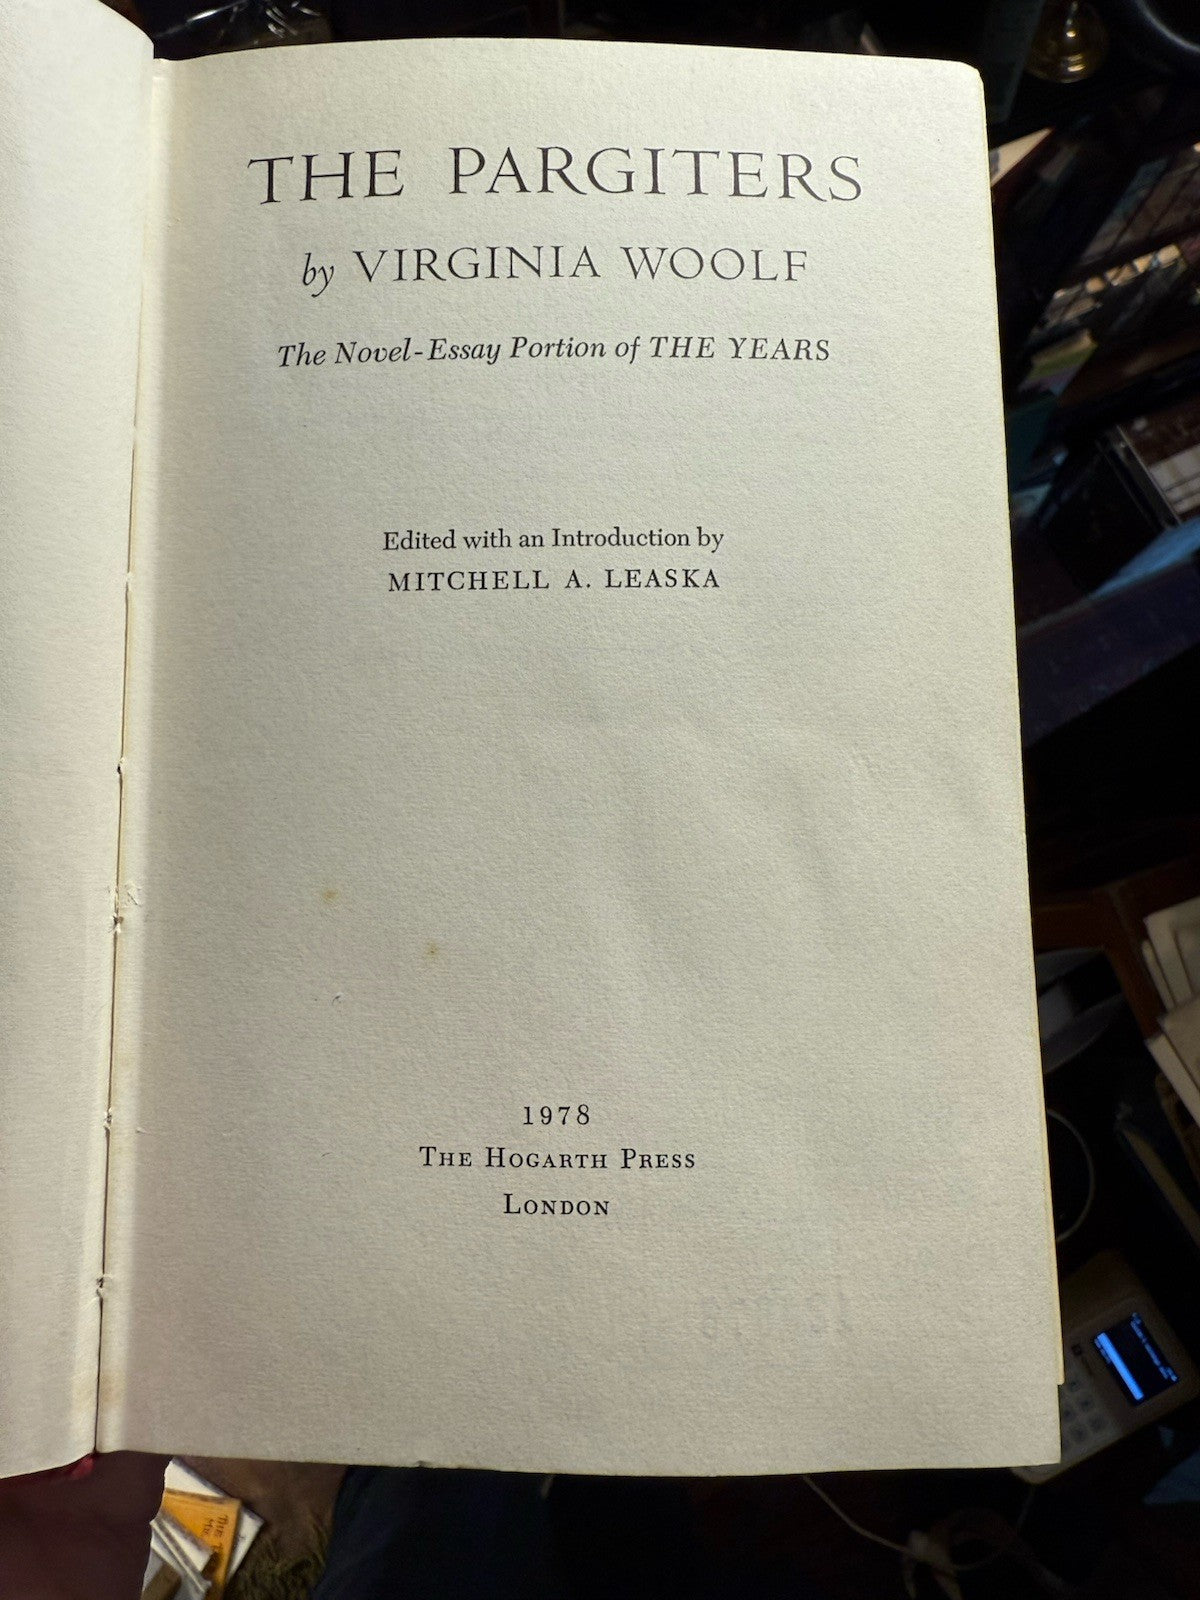 THE PARGITERS
by VIRGINIA WOOLF
The Novel-Essay Portion of THE YEARS
Edited with an Introduction by
MITCHELL A. LEASKA
1978
THE HOGARTH PRESS
LONDON